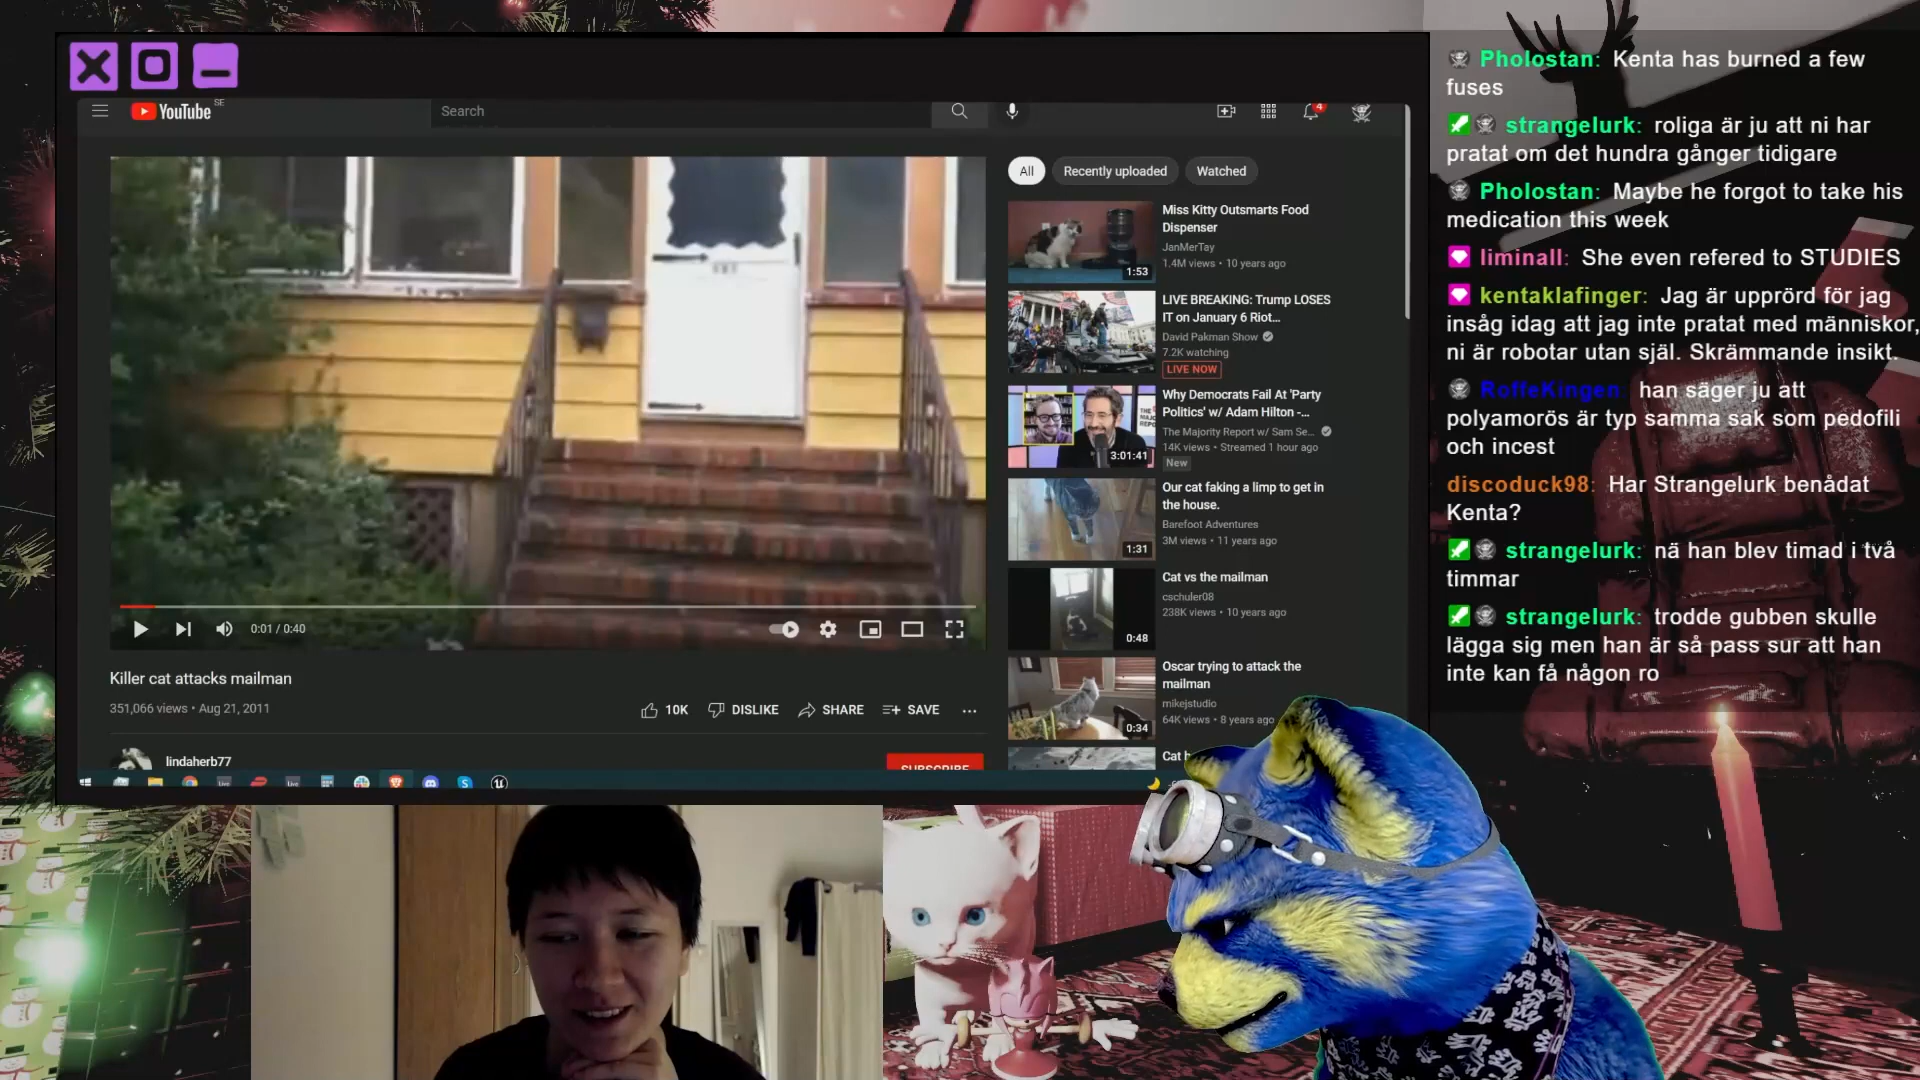 YouTube SE
Search
4
All
Recently uploaded
Watched
Miss Kitty Outsmarts Food
Dispenser
JanMerTay
1.4M views • 10 years ago
1:53
LIVE BREAKING: Trump LOSES
IT on January 6 Riot...
David Pakman Show
7.2K watching
LIVE NOW
Why Democrats Fail At 'Party
Politics' w/ Adam Hilton -...
The Majority Report w/ Sam Se...
14K views • Streamed 1 hour ago
3:01:41
New
Our cat faking a limp to get in
the house.
Barefoot Adventures
3M views • 11 years ago
1:31
Cat vs the mailman
cschuler08
238K views • 10 years ago
0:48
Oscar trying to attack the
mailman
mikejstudio
64K views • 8 years ago
0:34
Cat
0:01 / 0:40
Killer cat attacks mailman
351,066 views • Aug 21, 2011
10K
DISLIKE
SHARE
SAVE
lindaherb77
SUBSCRIBE
Pholostan: Kenta has burned a few
fuses
strangelurk: roliga är ju att ni har
pratat om det hundra gånger tidigare
Pholostan: Maybe he forgot to take his
medication this week
liminall: She even refered to STUDIES
kentaklafinger: Jag är upprörd för jag
insåg idag att jag inte pratat med människor,
ni är robotar utan själ. Skrämmande insikt.
RoffeKingen: han säger ju att
polyamorös är typ samma sak som pedofili
och incest
discoduck98: Har Strangelurk benådat
Kenta?
strangelurk: nä han blev timad i två
timmar
strangelurk: trodde gubben skulle
lägga sig men han är så pass sur att han
inte kan få någon ro